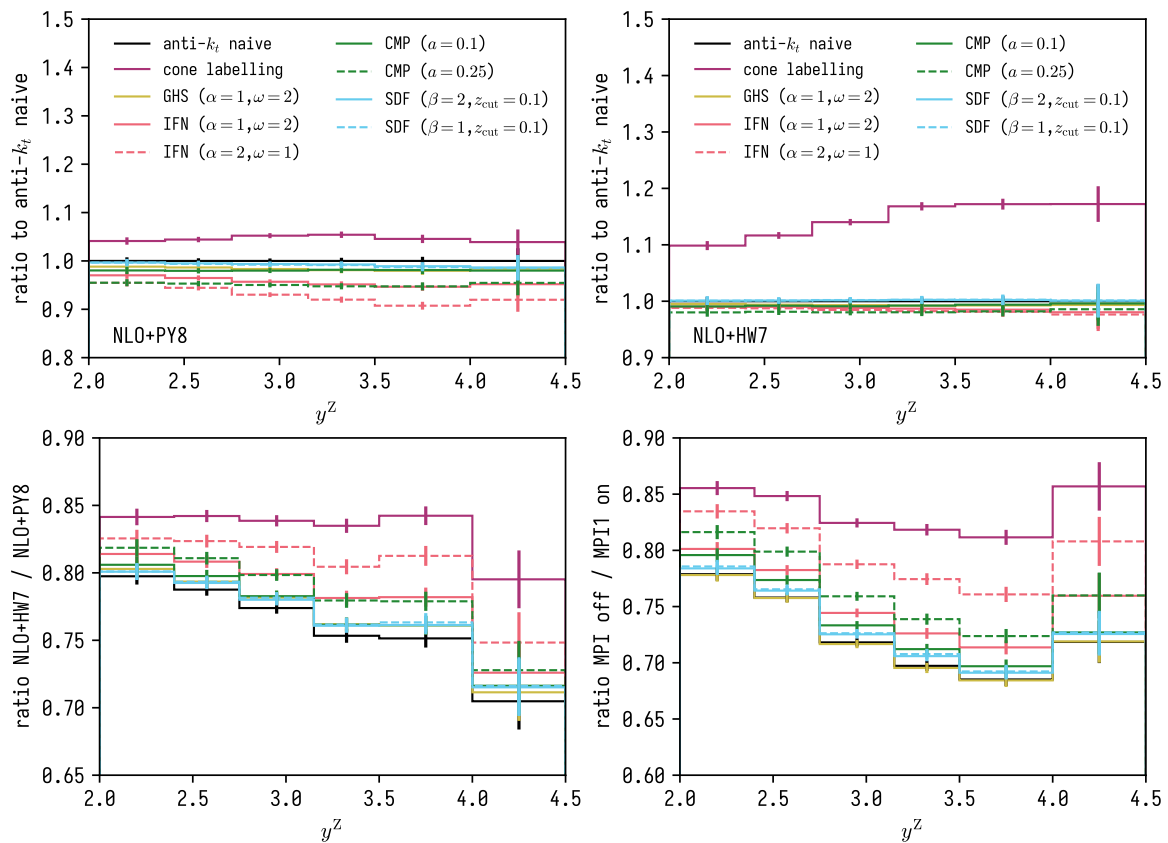 1.5
1.4
1.3
1.2
1.1
1.0
0.9
0.8
ratio to anti-kₜ naive
anti-kₜ naive
cone labelling
GHS (α=1,ω=2)
IFN (α=1,ω=2)
IFN (α=2,ω=1)
CMP (a=0.1)
CMP (a=0.25)
SDF (β=2,z_cut=0.1)
SDF (β=1,z_cut=0.1)
NLO+PY8
2.0 2.5 3.0 3.5 4.0 4.5
y^Z
1.5
1.4
1.3
1.2
1.1
1.0
0.9
ratio to anti-kₜ naive
anti-kₜ naive
cone labelling
GHS (α=1,ω=2)
IFN (α=1,ω=2)
IFN (α=2,ω=1)
CMP (a=0.1)
CMP (a=0.25)
SDF (β=2,z_cut=0.1)
SDF (β=1,z_cut=0.1)
NLO+HW7
2.0 2.5 3.0 3.5 4.0 4.5
y^Z
0.90
0.85
0.80
0.75
0.70
0.65
ratio NLO+HW7 / NLO+PY8
2.0 2.5 3.0 3.5 4.0 4.5
y^Z
0.90
0.85
0.80
0.75
0.70
0.65
0.60
ratio MPI off / MPI1 on
2.0 2.5 3.0 3.5 4.0 4.5
y^Z